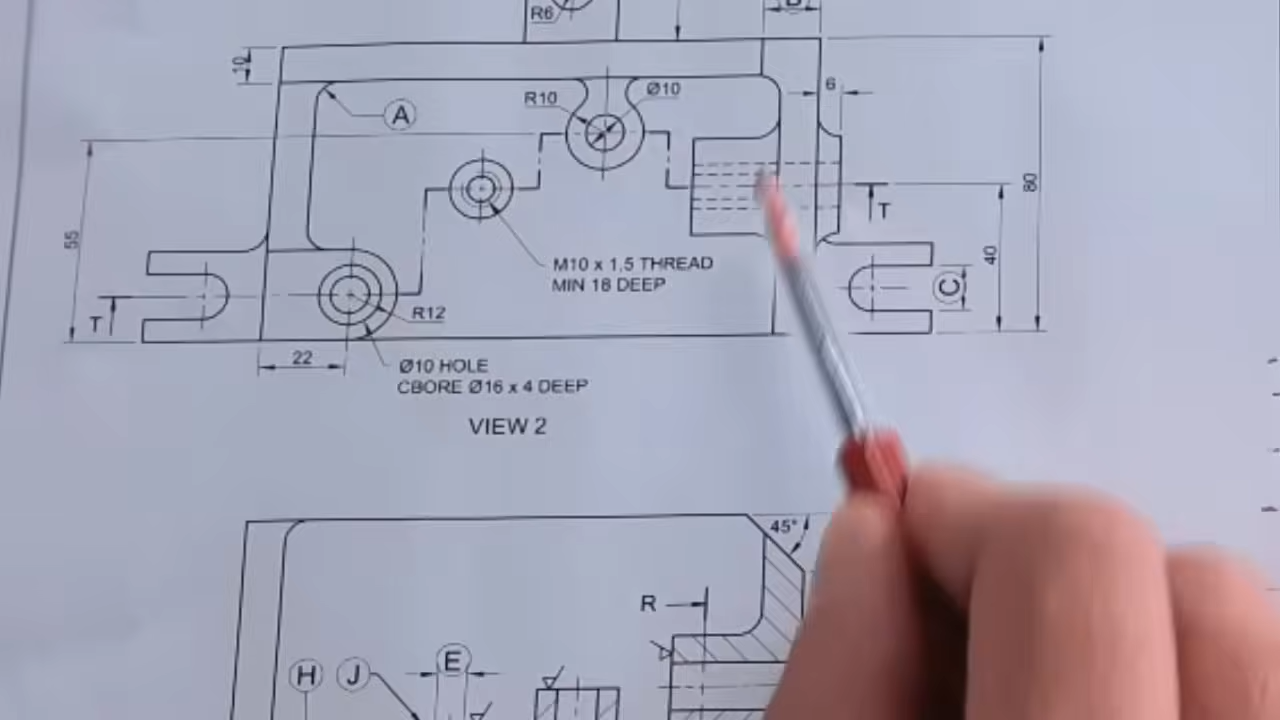 R6
10
R10
Ø10
6
A
55
80
T
M10 x 1.5 THREAD
MIN 18 DEEP
40
C
T
R12
22
Ø10 HOLE
CBORE Ø16 x 4 DEEP
VIEW 2
45°
R
H
J
E